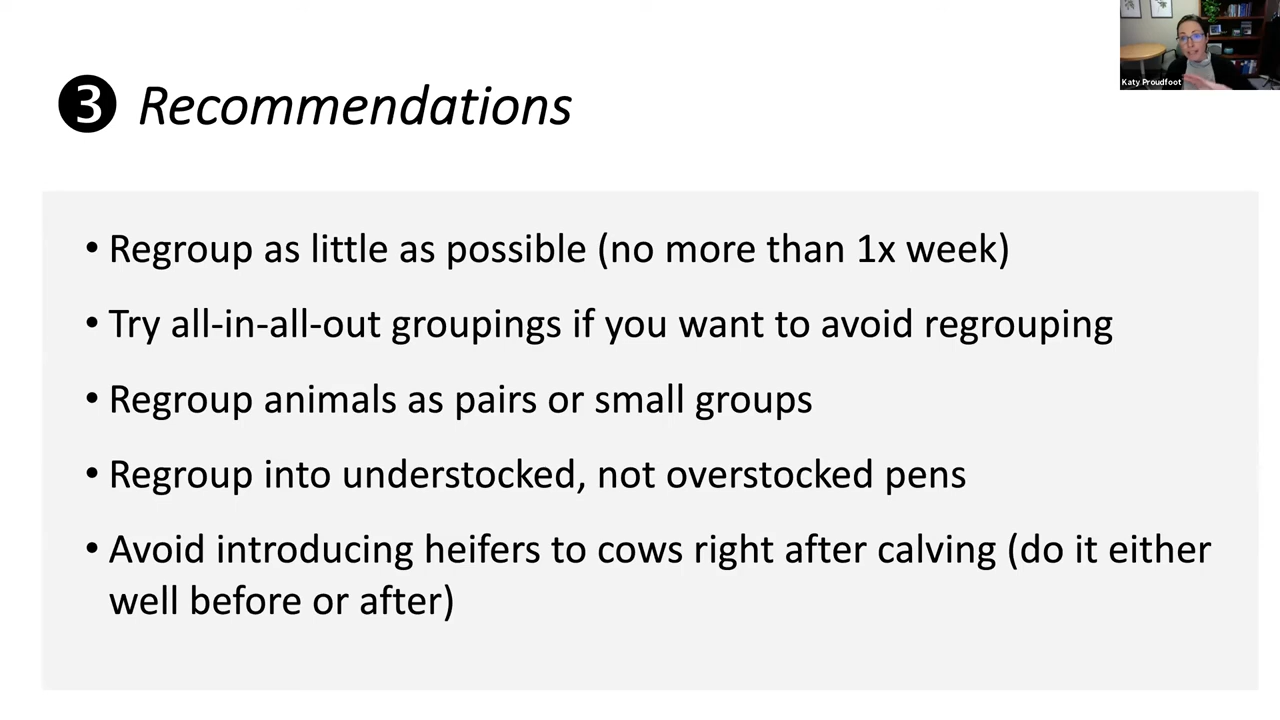 Katy Proudfoot
❸ Recommendations
• Regroup as little as possible (no more than 1x week)
• Try all-in-all-out groupings if you want to avoid regrouping
• Regroup animals as pairs or small groups
• Regroup into understocked, not overstocked pens
• Avoid introducing heifers to cows right after calving (do it either
well before or after)